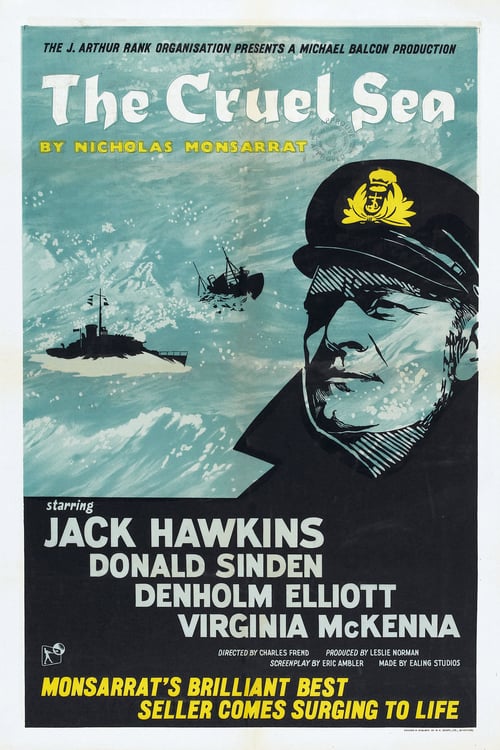 THE J. ARTHUR RANK ORGANISATION PRESENTS A MICHAEL BALCON PRODUCTION
The Cruel Sea
BY NICHOLAS MONSARRAT
starring
JACK HAWKINS
DONALD SINDEN
DENHOLM ELLIOTT
VIRGINIA McKENNA
DIRECTED BY CHARLES FREND PRODUCED BY LESLIE NORMAN
SCREENPLAY BY ERIC AMBLER MADE BY EALING STUDIOS
MONSARRAT'S BRILLIANT BEST
SELLER COMES SURGING TO LIFE